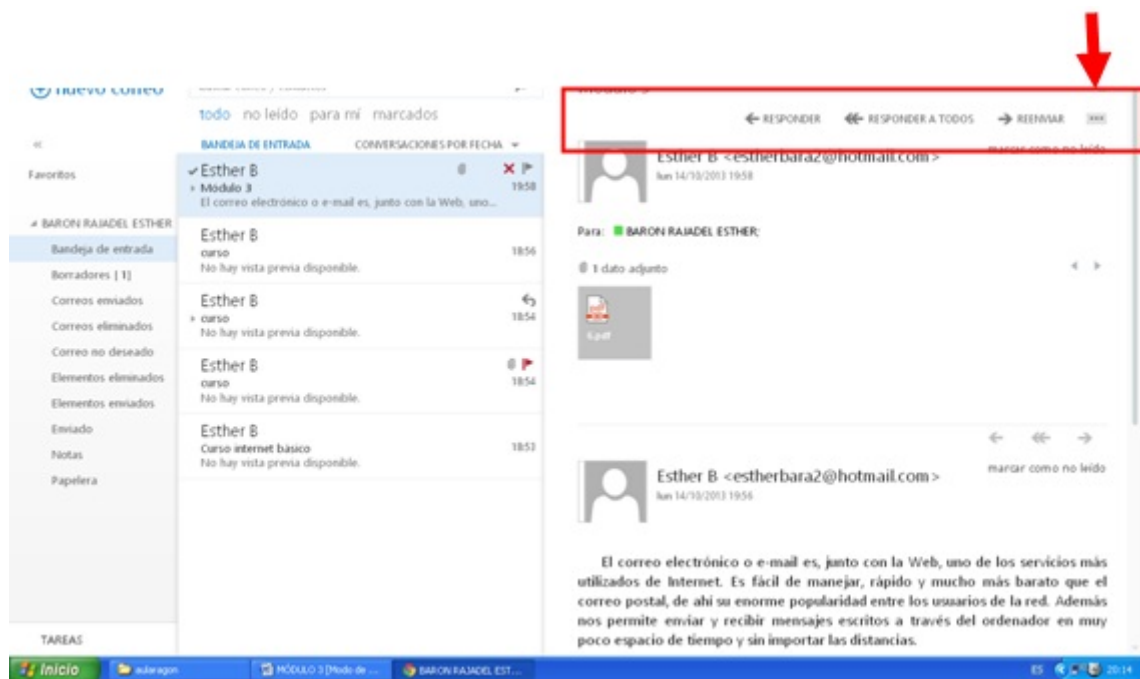 nuevo correo
todo no leído para mí marcados
BANDEJA DE ENTRADA CONVERSACIONES POR FECHA
Favoritos
BARON RAJADEL ESTHER
Bandeja de entrada
Borradores [1]
Correos enviados
Correos eliminados
Correo no deseado
Elementos eliminados
Elementos enviados
Enviado
Notas
Papelera
TAREAS
Esther B
Módulo 3 19:58
El correo electrónico o e-mail es, junto con la Web, uno...
Esther B
curso 18:56
No hay vista previa disponible.
Esther B
curso 18:54
No hay vista previa disponible.
Esther B
curso 18:54
No hay vista previa disponible.
Esther B
Curso internet básico 18:53
No hay vista previa disponible.
Módulo 3
RESPONDER RESPONDER A TODOS REENVIAR
marcar como no leído
Esther B <estherbara2@hotmail.com>
lun 14/10/2013 19:58
Para: BARON RAJADEL ESTHER;
1 dato adjunto
6.pdf
marcar como no leído
Esther B <estherbara2@hotmail.com>
lun 14/10/2013 19:56
El correo electrónico o e-mail es, junto con la Web, uno de los servicios más
utilizados de Internet. Es fácil de manejar, rápido y mucho más barato que el
correo postal, de ahí su enorme popularidad entre los usuarios de la red. Además
nos permite enviar y recibir mensajes escritos a través del ordenador en muy
poco espacio de tiempo y sin importar las distancias.
Inicio aularagon MÓDULO 3 [Modo de ... BARON RAJADEL EST... ES 20:14